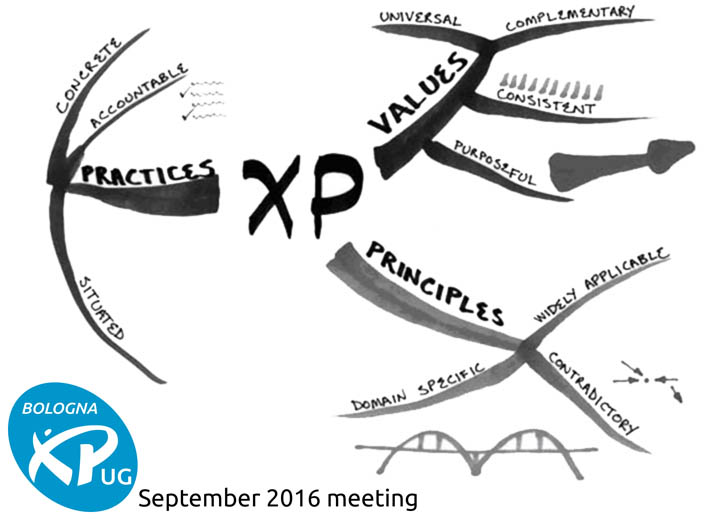 XP
VALUES
UNIVERSAL
COMPLEMENTARY
CONSISTENT
PURPOSEFUL
PRINCIPLES
WIDELY APPLICABLE
CONTRADICTORY
DOMAIN SPECIFIC
PRACTICES
CONCRETE
ACCOUNTABLE
SITUATED
BOLOGNA
XP UG
September 2016 meeting